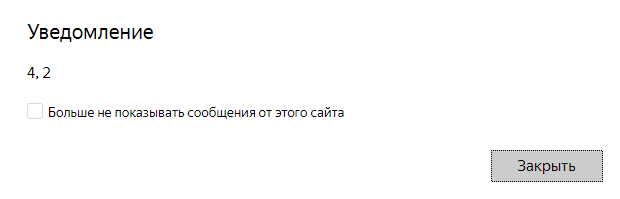 Уведомление
4, 2
Больше не показывать сообщения от этого сайта
Закрыть